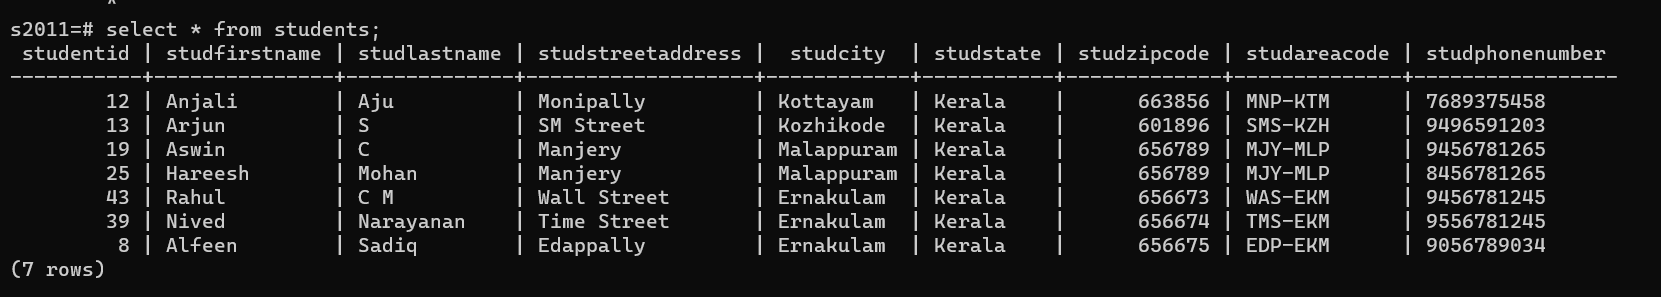 s2011=# select * from students;
 studentid | studfirstname | studlastname | studstreetaddress |  studcity  | studstate | studzipcode | studareacode | studphonenumber
-----------+---------------+--------------+-------------------+------------+-----------+-------------+--------------+-----------------
        12 | Anjali        | Aju          | Monipally         | Kottayam   | Kerala    |      663856 | MNP-KTM      | 7689375458
        13 | Arjun         | S            | SM Street         | Kozhikode  | Kerala    |      601896 | SMS-KZH      | 9496591203
        19 | Aswin         | C            | Manjery           | Malappuram | Kerala    |      656789 | MJY-MLP      | 9456781265
        25 | Hareesh       | Mohan        | Manjery           | Malappuram | Kerala    |      656789 | MJY-MLP      | 8456781265
        43 | Rahul         | C M          | Wall Street       | Ernakulam  | Kerala    |      656673 | WAS-EKM      | 9456781245
        39 | Nived         | Narayanan    | Time Street       | Ernakulam  | Kerala    |      656674 | TMS-EKM      | 9556781245
         8 | Alfeen        | Sadiq        | Edappally         | Ernakulam  | Kerala    |      656675 | EDP-EKM      | 9056789034
(7 rows)